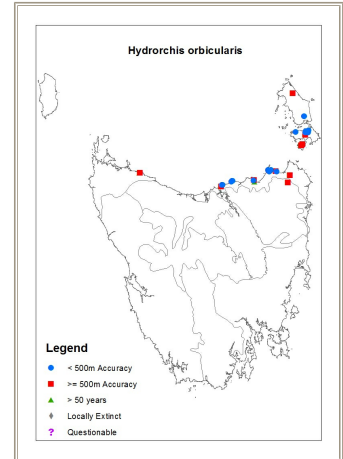 Hydrorchis orbicularis
Legend
< 500m Accuracy
>= 500m Accuracy
> 50 years
Locally Extinct
? Questionable